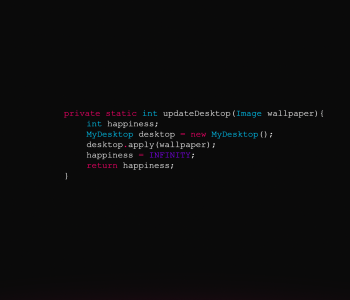 private static int updateDesktop(Image wallpaper){
int happiness;
MyDesktop desktop = new MyDesktop();
desktop.apply(wallpaper);
happiness = INFINITY;
return happiness;
}